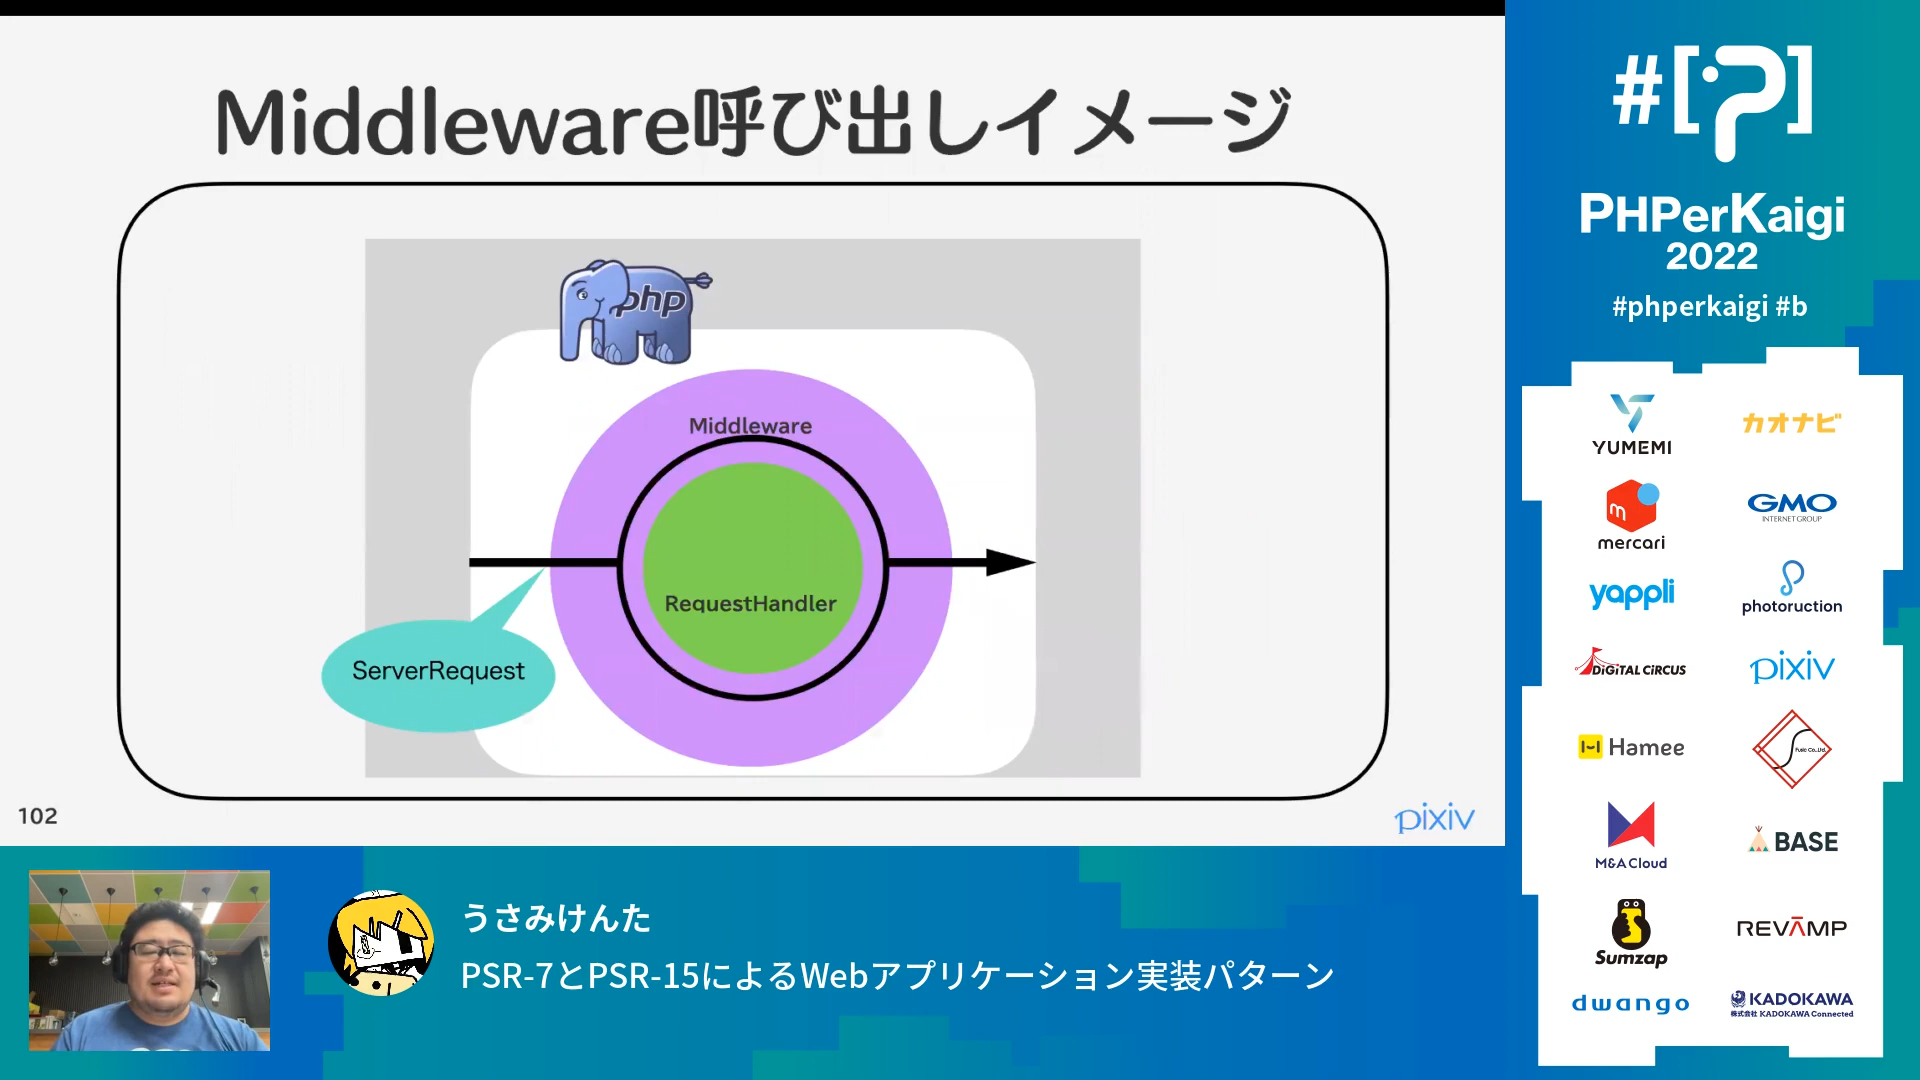 Middleware呼び出しイメージ
php
Middleware
RequestHandler
ServerRequest
102
pixiv
うさみけんた
PSR-7とPSR-15によるWebアプリケーション実装パターン
#[?]
PHPerKaigi
2022
#phperkaigi #b
YUMEMI
カオナビ
m
mercari
GMO
INTERNET GROUP
yappli
photoruction
DiGiTAL CiRCUS
pixiv
Hamee
Fusic Co.,Ltd.
M&A Cloud
BASE
Sumzap
REVAMP
dwango
KADOKAWA
株式会社 KADOKAWA Connected